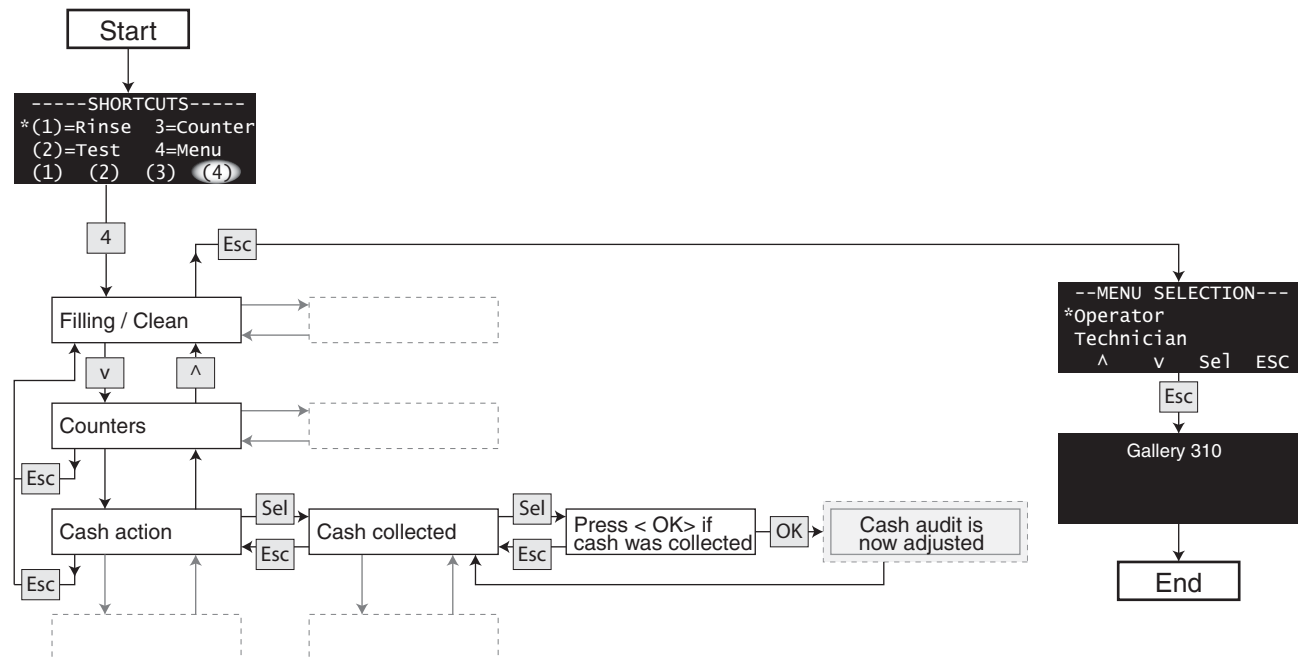 Start
-----SHORTCUTS-----
*(1)=Rinse 3=Counter
(2)=Test 4=Menu
(1) (2) (3) (4)
4
Esc
Filling / Clean
v
^
Counters
Esc
Cash action
Sel
Esc
Cash collected
Sel
Esc
Press < OK> if
cash was collected
OK
Cash audit is
now adjusted
Esc
--MENU SELECTION---
*Operator
Technician
^ v Sel ESC
Esc
Gallery 310
End